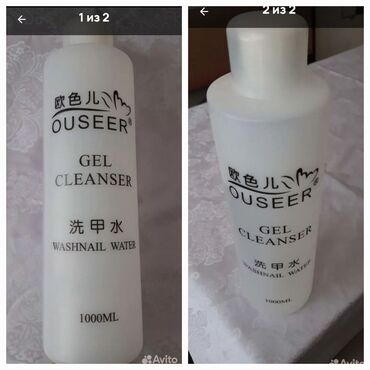 1 из 2
欧色儿
OUSEER®
GEL
CLEANSER
洗甲水
WASHNAIL WATER
1000ML
Avito
2 из 2
欧色儿
OUSEER®
GEL
CLEANSER
洗甲水
WASHNAIL WATER
1000ML
Avito